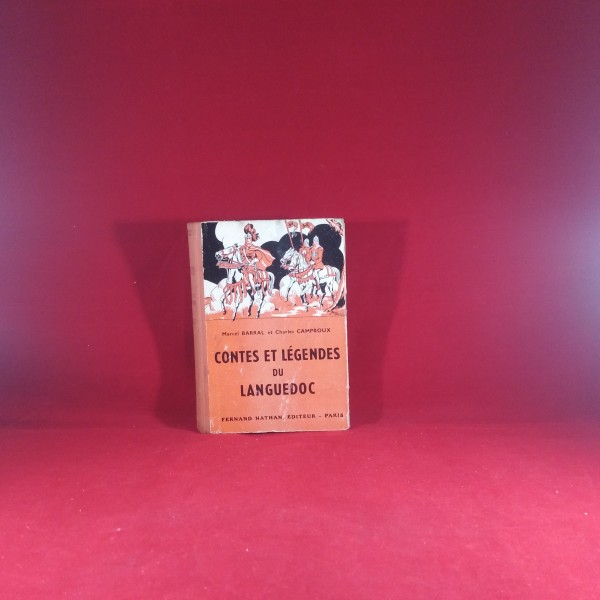 Marcel BARRAL et Charles CAMPROUX
CONTES ET LÉGENDES
DU
LANGUEDOC
FERNAND NATHAN, ÉDITEUR - PARIS